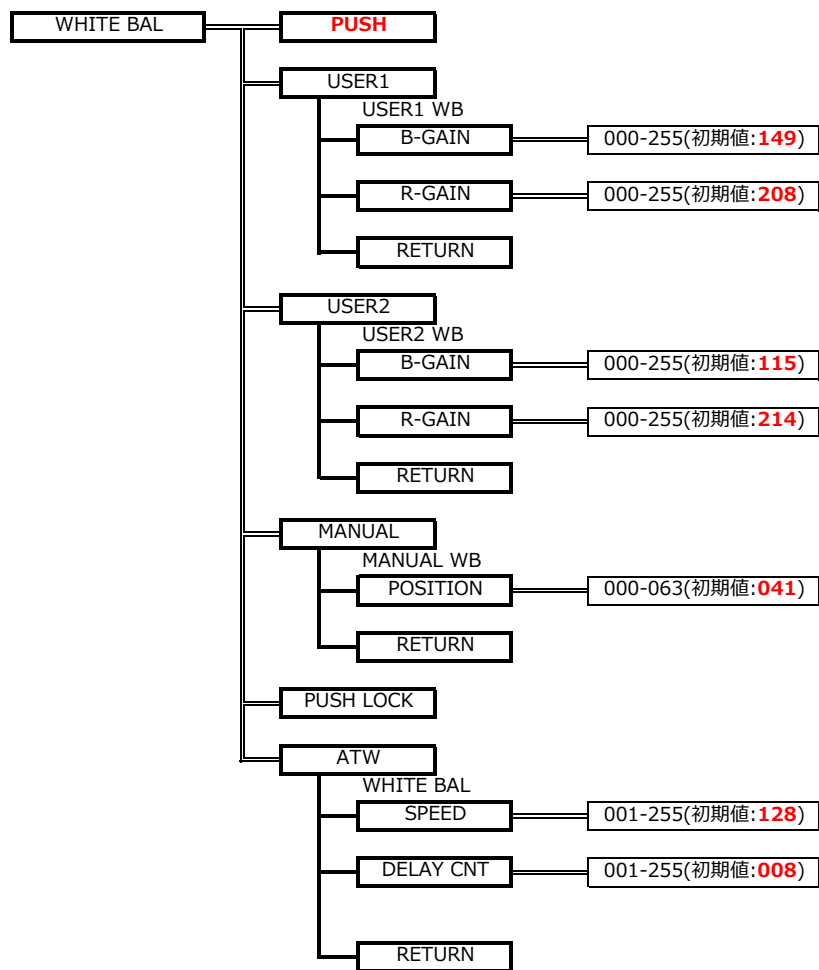 WHITE BAL PUSH
USER1
USER1 WB
B-GAIN 000-255(初期値:149)
R-GAIN 000-255(初期値:208)
RETURN
USER2
USER2 WB
B-GAIN 000-255(初期値:115)
R-GAIN 000-255(初期値:214)
RETURN
MANUAL
MANUAL WB
POSITION 000-063(初期値:041)
RETURN
PUSH LOCK
ATW
WHITE BAL
SPEED 001-255(初期値:128)
DELAY CNT 001-255(初期値:008)
RETURN